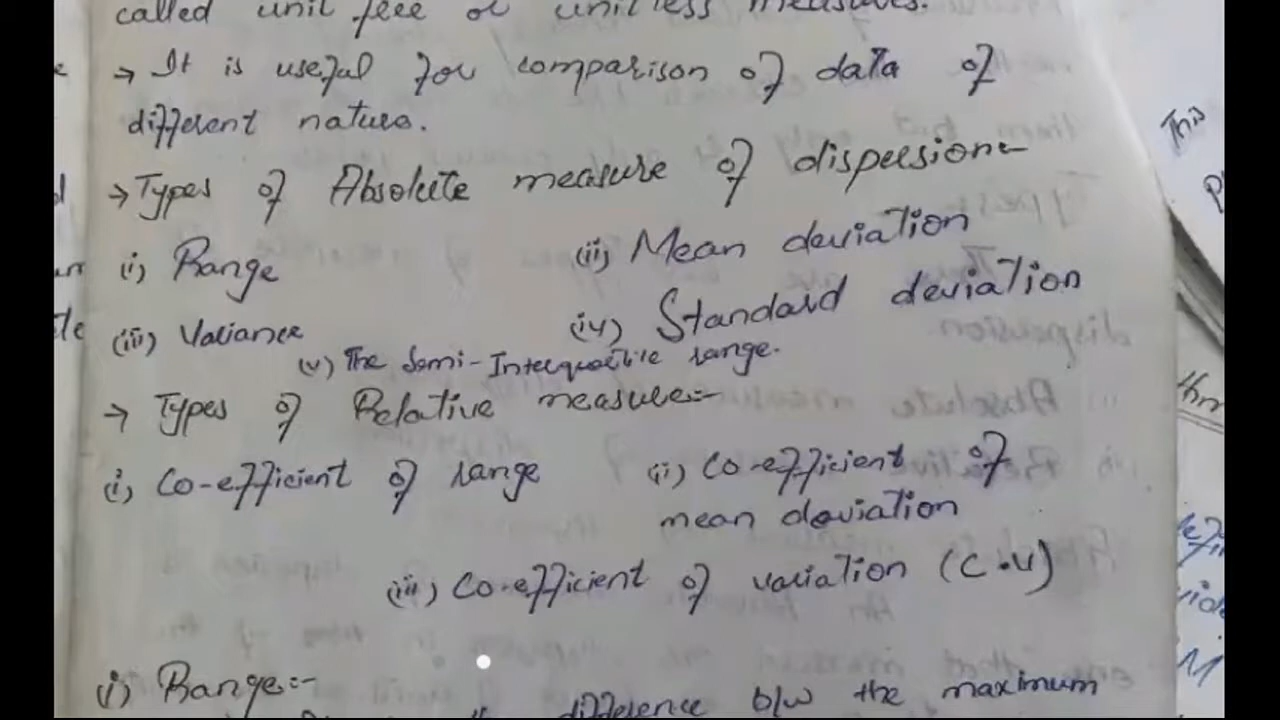 called unit free or unit less measures.
→ It is useful for comparison of data of
different nature.
→ Types of Absolute measure of dispersion:-
(i) Range (ii) Mean deviation
(iii) Variance (iv) Standard deviation
(v) The Semi-Interquartile range.
→ Types of Relative measure:-
(i) Co-efficient of range (ii) Co-efficient of
mean deviation
(iii) Co-efficient of variation (C.V)
(i) Range:-
difference b/w the maximum
This